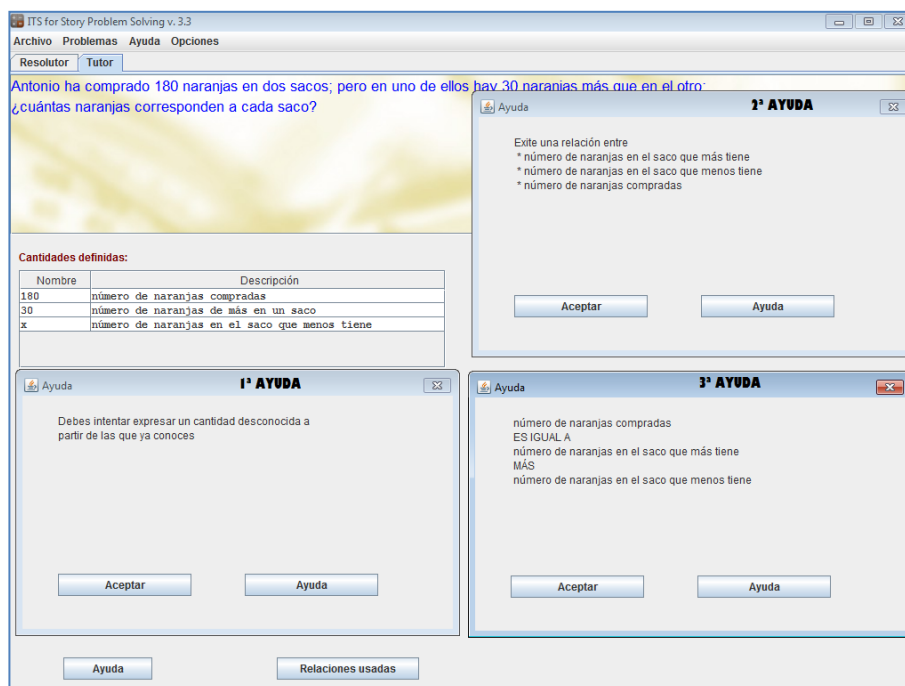 ITS for Story Problem Solving v. 3.3
Archivo Problemas Ayuda Opciones
Resolutor Tutor
Antonio ha comprado 180 naranjas en dos sacos; pero en uno de ellos hay 30 naranjas más que en el otro;
¿cuántas naranjas corresponden a cada saco?
Ayuda 2ª AYUDA
Exite una relación entre
* número de naranjas en el saco que más tiene
* número de naranjas en el saco que menos tiene
* número de naranjas compradas
Aceptar Ayuda
Cantidades definidas:
Nombre Descripción
180 número de naranjas compradas
30 número de naranjas de más en un saco
x número de naranjas en el saco que menos tiene
Ayuda 1ª AYUDA
Debes intentar expresar un cantidad desconocida a
partir de las que ya conoces
Aceptar Ayuda
Ayuda 3ª AYUDA
número de naranjas compradas
ES IGUAL A
número de naranjas en el saco que más tiene
MÁS
número de naranjas en el saco que menos tiene
Aceptar Ayuda
Ayuda Relaciones usadas